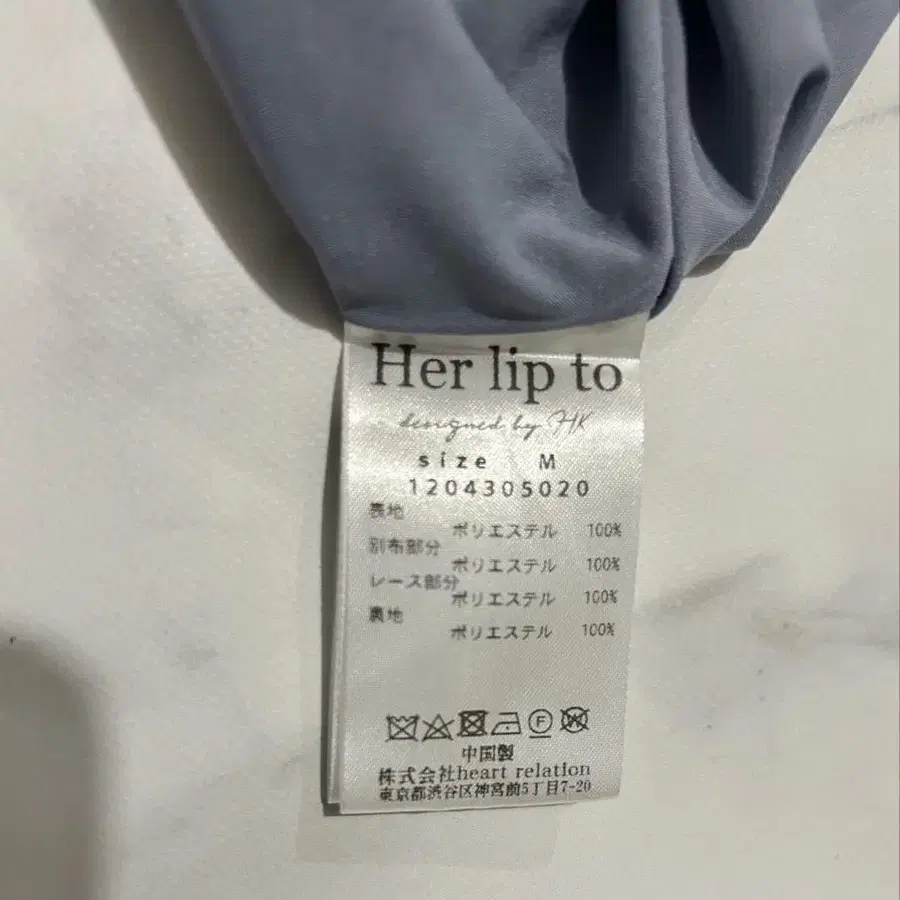 Her lip to
designed by HK
size M
1204305020
表地
ポリエステル 100%
別布部分
ポリエステル 100%
レース部分
ポリエステル 100%
裏地
ポリエステル 100%
F W
中国製
株式会社heart relation
東京都渋谷区神宮前5丁目7-20